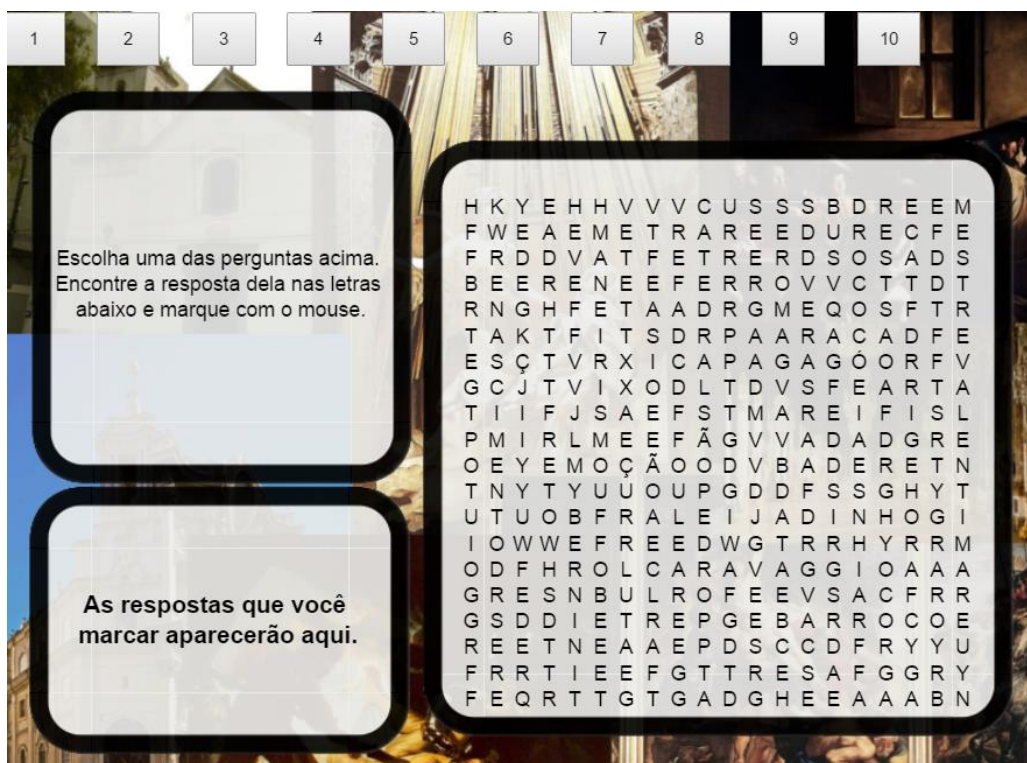 1 2 3 4 5 6 7 8 9 10
Escolha uma das perguntas acima.
Encontre a resposta dela nas letras
abaixo e marque com o mouse.
As respostas que você
marcar aparecerão aqui.
H K Y E H H V V V C U S S S B D R E E M
F W E A E M E T R A R E E D U R E C F E
F R D D V A T F E T R E R D S O S A D S
B E E R E N E E F E R R O V V C T T D T
R N G H F E T A A D R G M E Q O S F T R
T A K T F I T S D R P A A R A C A D F E
E S Ç T V R X I C A P A G A G Ó O R F V
G C J T V I X O D L T D V S F E A R T A
T I I F J S A E F S T M A R E I F I S L
P M I R L M E E F Ã G V V A D A D G R E
O E Y E M O Ç Ã O O D V B A D E R E T N
T N Y T Y U U O U P G D D F S S G H Y T
U T U O B F R A L E I J A D I N H O G I
I O W W E F R E E D W G T R R H Y R R M
O D F H R O L C A R A V A G G I O A A A
G R E S N B U L R O F E E V S A C F R R
G S D D I E T R E P G E B A R R O C O E
R E E T N E A A E P D S C C D F R Y Y U
F R R T I E E F G T T R E S A F G G R Y
F E Q R T T G T G A D G H E E A A A B N